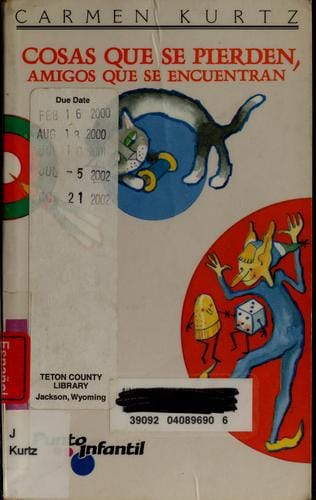 CARMEN KURTZ
COSAS QUE SE PIERDEN,
AMIGOS QUE SE ENCUENTRAN
Due Date
FEB 16 2000
AUG 18 2000
JUL -5 2002
21 2002
TETON COUNTY
LIBRARY
Jackson, Wyoming
Español
39092 04089690 6
J
Kurtz
Punto
infantil